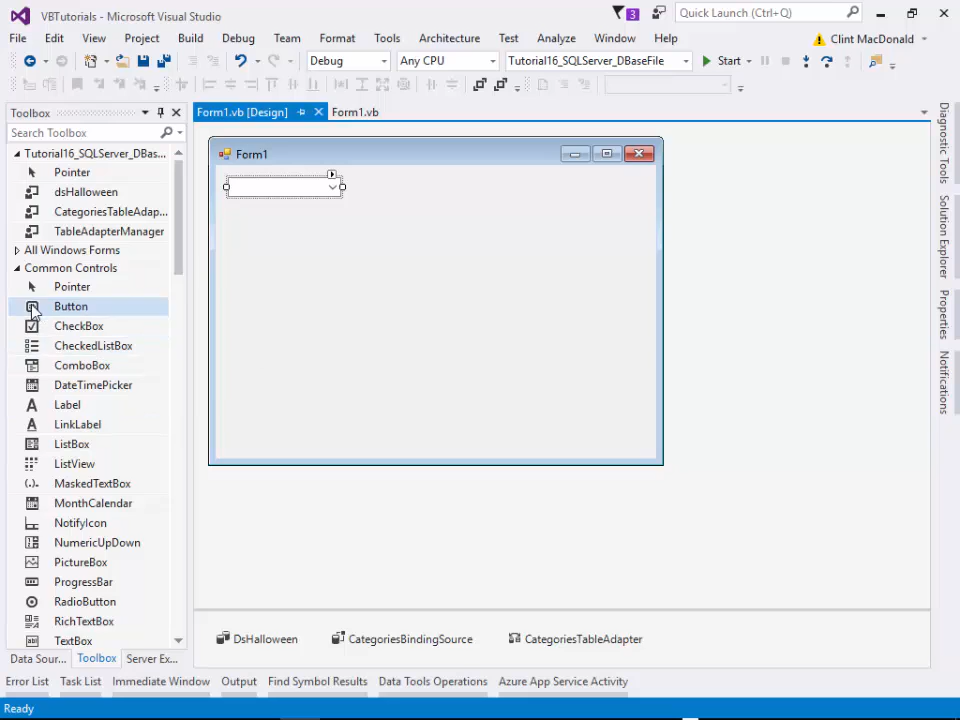 VBTutorials - Microsoft Visual Studio
3
Quick Launch (Ctrl+Q)
File Edit View Project Build Debug Team Format Tools Architecture Test Analyze Window Help
Clint MacDonald
Debug
Any CPU
Tutorial16_SQLServer_DBaseFile
Start
Toolbox
Form1.vb [Design]
Form1.vb
Search Toolbox
Tutorial16_SQLServer_DBas...
Pointer
dsHalloween
CategoriesTableAdap...
TableAdapterManager
All Windows Forms
Common Controls
Pointer
Button
CheckBox
CheckedListBox
ComboBox
DateTimePicker
Label
LinkLabel
ListBox
ListView
MaskedTextBox
MonthCalendar
NotifyIcon
NumericUpDown
PictureBox
ProgressBar
RadioButton
RichTextBox
TextBox
Form1
DsHalloween
CategoriesBindingSource
CategoriesTableAdapter
Diagnostic Tools
Solution Explorer
Properties
Notifications
Data Sour...
Toolbox
Server Ex...
Error List Task List Immediate Window Output Find Symbol Results Data Tools Operations Azure App Service Activity
Ready